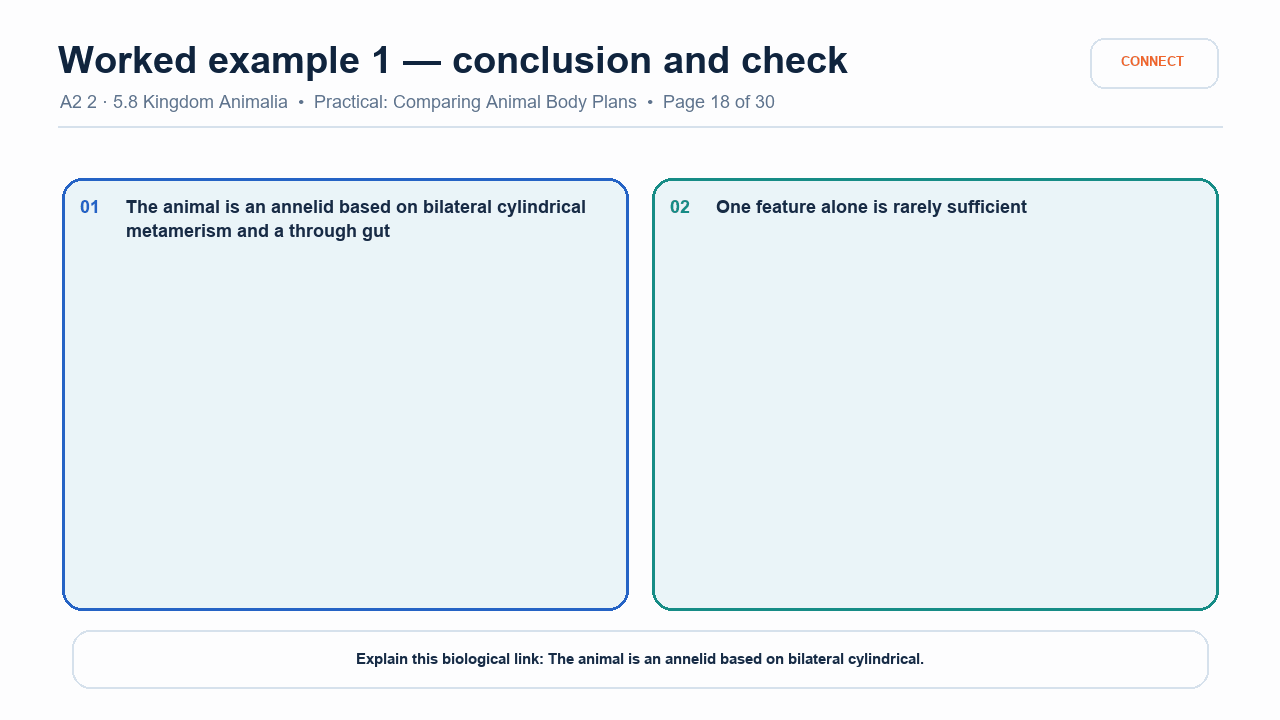 Worked example 1 — conclusion and check
A2 2 · 5.8 Kingdom Animalia • Practical: Comparing Animal Body Plans • Page 18 of 30
CONNECT
01 The animal is an annelid based on bilateral cylindrical
metamerism and a through gut
02 One feature alone is rarely sufficient
Explain this biological link: The animal is an annelid based on bilateral cylindrical.